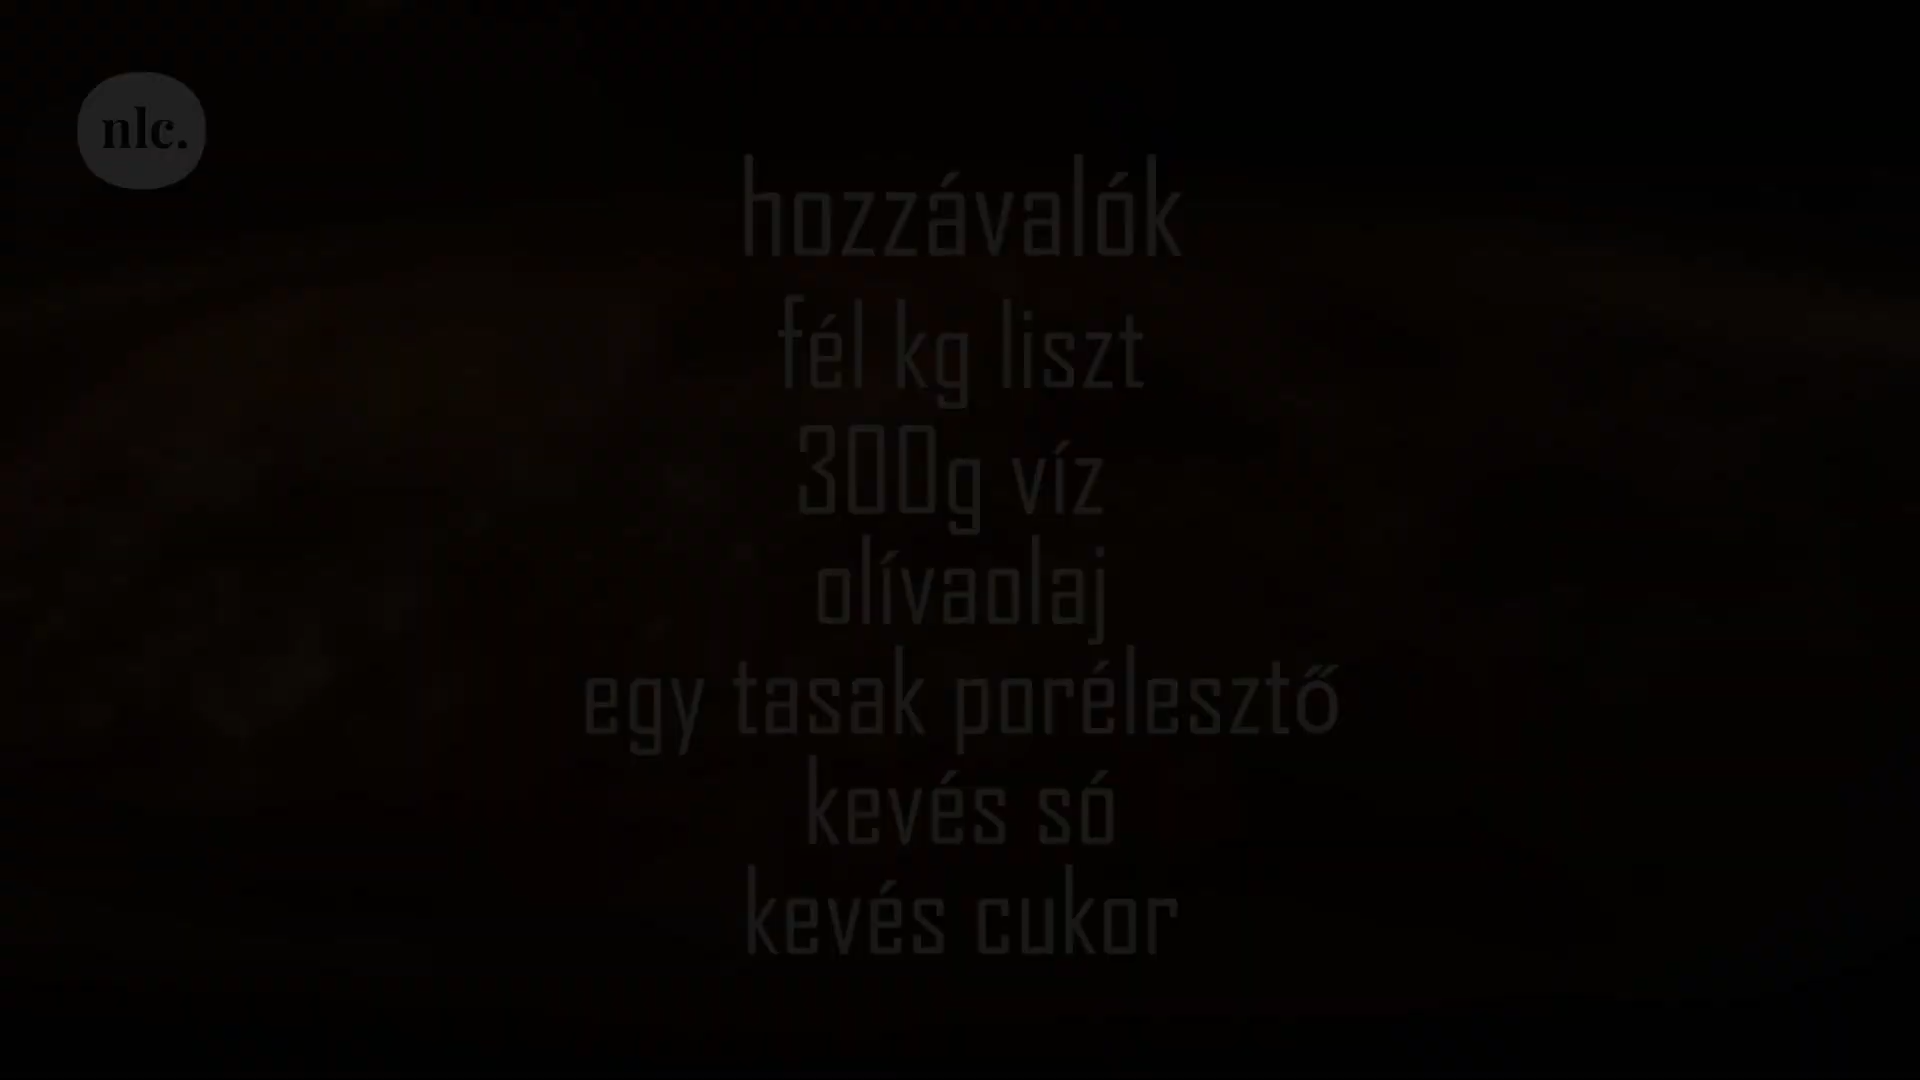 nlc.
hozzávalók
fél kg liszt
300g víz
olívaolaj
egy tasak porélesztő
kevés só
kevés cukor